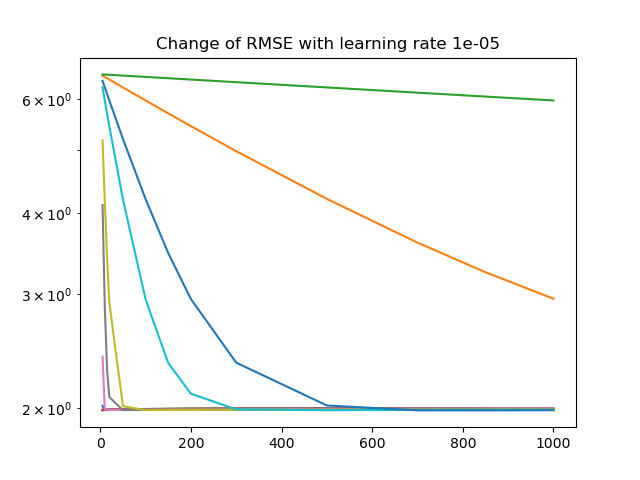 Change of RMSE with learning rate 1e-05
6 × 10⁰
4 × 10⁰
3 × 10⁰
2 × 10⁰
0 200 400 600 800 1000